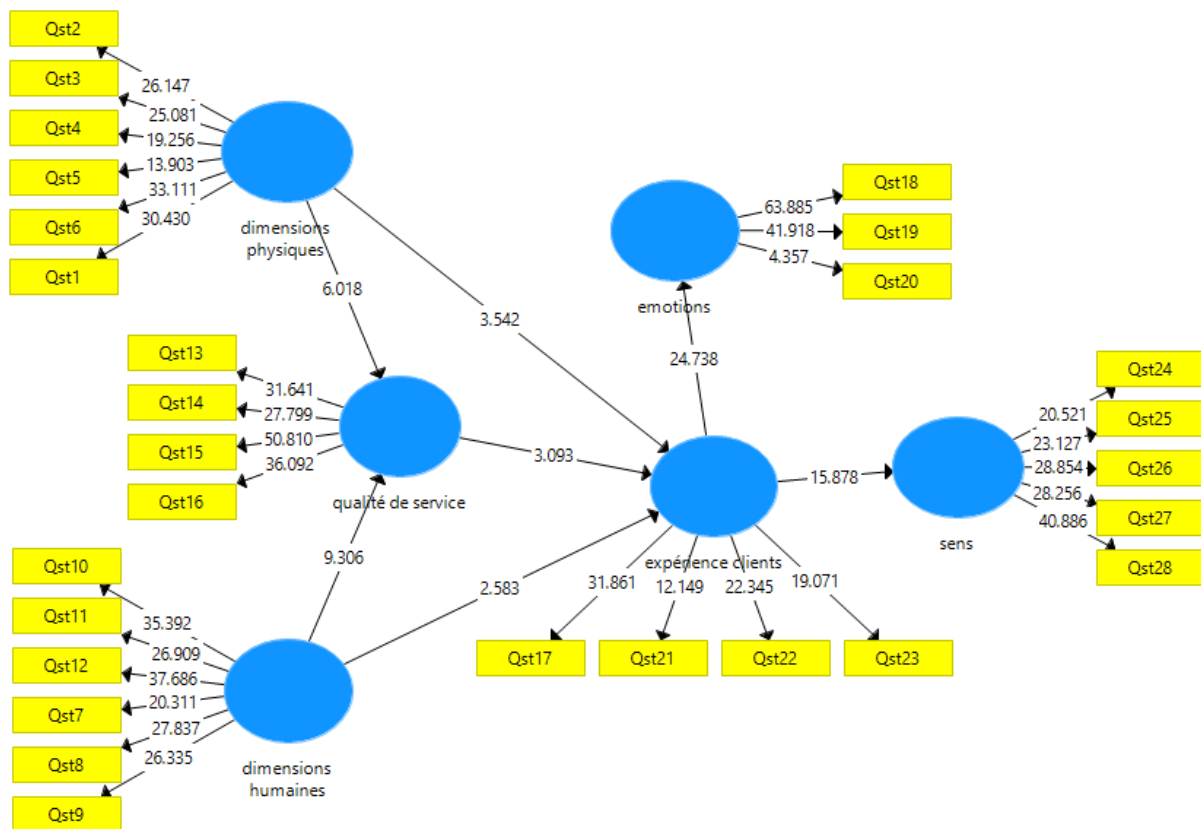 Qst2
Qst3
Qst4
Qst5
Qst6
Qst1
26.147
25.081
19.256
13.903
33.111
30.430
dimensions
physiques
6.018
3.542
Qst18
Qst19
Qst20
63.885
41.918
4.357
emotions
24.738
Qst13
Qst14
Qst15
Qst16
31.641
27.799
50.810
36.092
qualité de service
3.093
9.306
2.583
expérience clients
15.878
Qst24
Qst25
Qst26
Qst27
Qst28
20.521
23.127
28.854
28.256
40.886
sens
31.861
12.149
22.345
19.071
Qst17
Qst21
Qst22
Qst23
Qst10
Qst11
Qst12
Qst7
Qst8
Qst9
35.392
26.909
37.686
20.311
27.837
26.335
dimensions
humaines